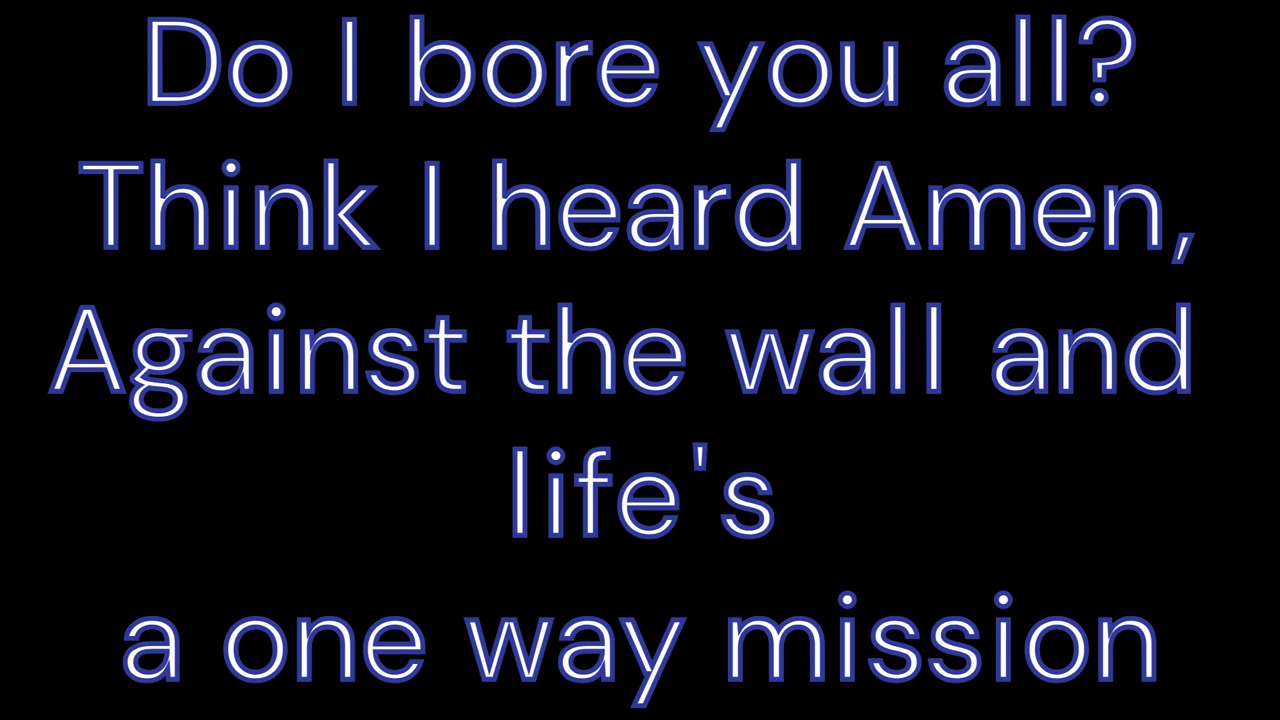 Do I bore you all?
Think I heard Amen,
Against the wall and
life's
a one way mission